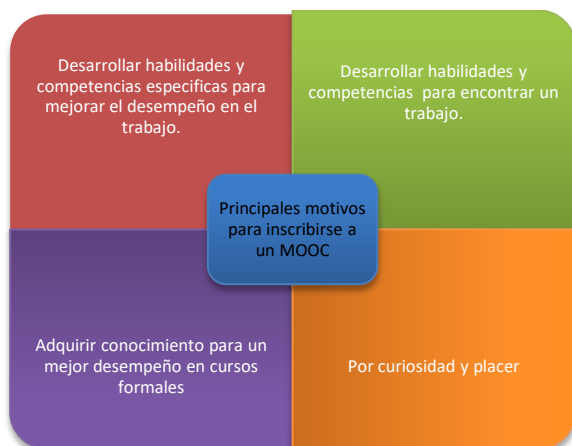 Desarrollar habilidades y
competencias especificas para
mejorar el desempeño en el
trabajo.
Desarrollar habilidades y
competencias para encontrar un
trabajo.
Principales motivos
para inscribirse a
un MOOC
Adquirir conocimiento para un
mejor desempeño en cursos
formales
Por curiosidad y placer